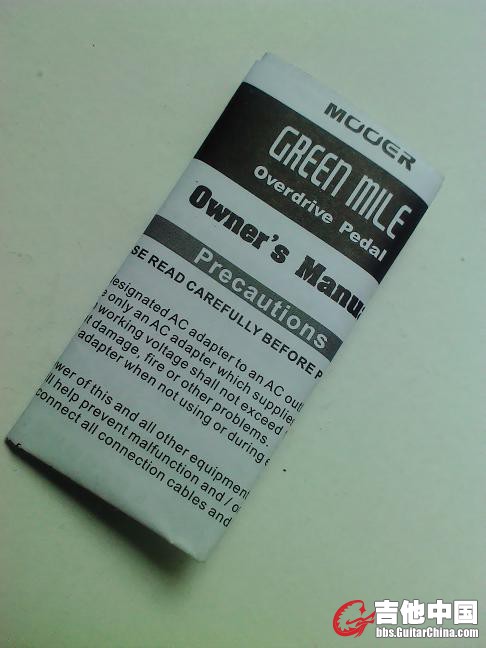 MOOER
GREEN MILE
Overdrive Pedal
Owner's Manu
Precautions
SE READ CAREFULLY BEFORE P
designated AC adapter to an AC outl
e only an AC adapter which supplie
working voltage shall not exceed
t damage, fire or other problems.
adapter when not using or during
wer of this and all other equipment
ll help prevent malfunction and / o
connect all connection cables and
吉他中国
bbs.GuitarChina.com